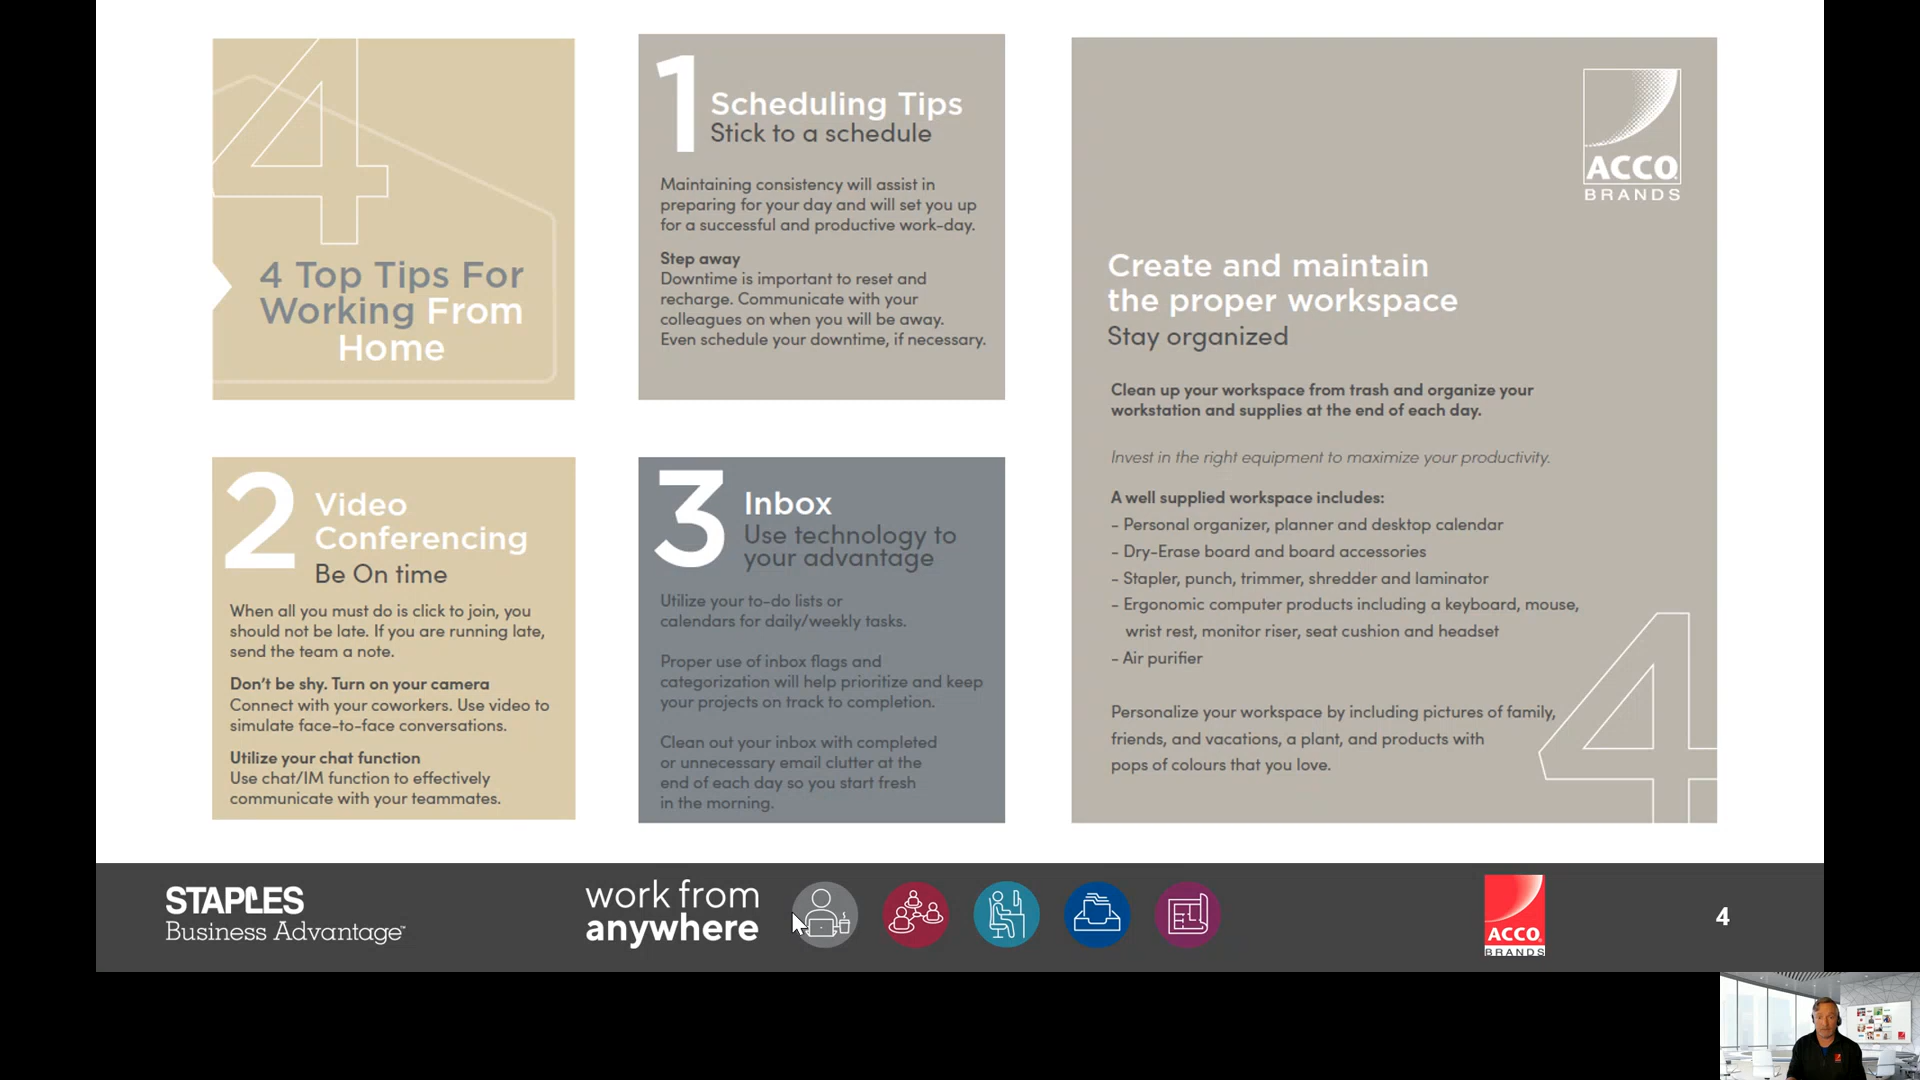 4
4 Top Tips For
Working From
Home
1
Scheduling Tips
Stick to a schedule
Maintaining consistency will assist in
preparing for your day and will set you up
for a successful and productive work-day.
Step away
Downtime is important to reset and
recharge. Communicate with your
colleagues on when you will be away.
Even schedule your downtime, if necessary.
2
Video
Conferencing
Be On time
When all you must do is click to join, you
should not be late. If you are running late,
send the team a note.
Don't be shy. Turn on your camera
Connect with your coworkers. Use video to
simulate face-to-face conversations.
Utilize your chat function
Use chat/IM function to effectively
communicate with your teammates.
3
Inbox
Use technology to
your advantage
Utilize your to-do lists or
calendars for daily/weekly tasks.
Proper use of inbox flags and
categorization will help prioritize and keep
your projects on track to completion.
Clean out your inbox with completed
or unnecessary email clutter at the
end of each day so you start fresh
in the morning.
ACCO
BRANDS
Create and maintain
the proper workspace
Stay organized
Clean up your workspace from trash and organize your
workstation and supplies at the end of each day.
Invest in the right equipment to maximize your productivity.
A well supplied workspace includes:
- Personal organizer, planner and desktop calendar
- Dry-Erase board and board accessories
- Stapler, punch, trimmer, shredder and laminator
- Ergonomic computer products including a keyboard, mouse,
wrist rest, monitor riser, seat cushion and headset
- Air purifier
Personalize your workspace by including pictures of family,
friends, and vacations, a plant, and products with
pops of colours that you love.
4
STAPLES
Business Advantage™
work from
anywhere
ACCO
BRANDS
4